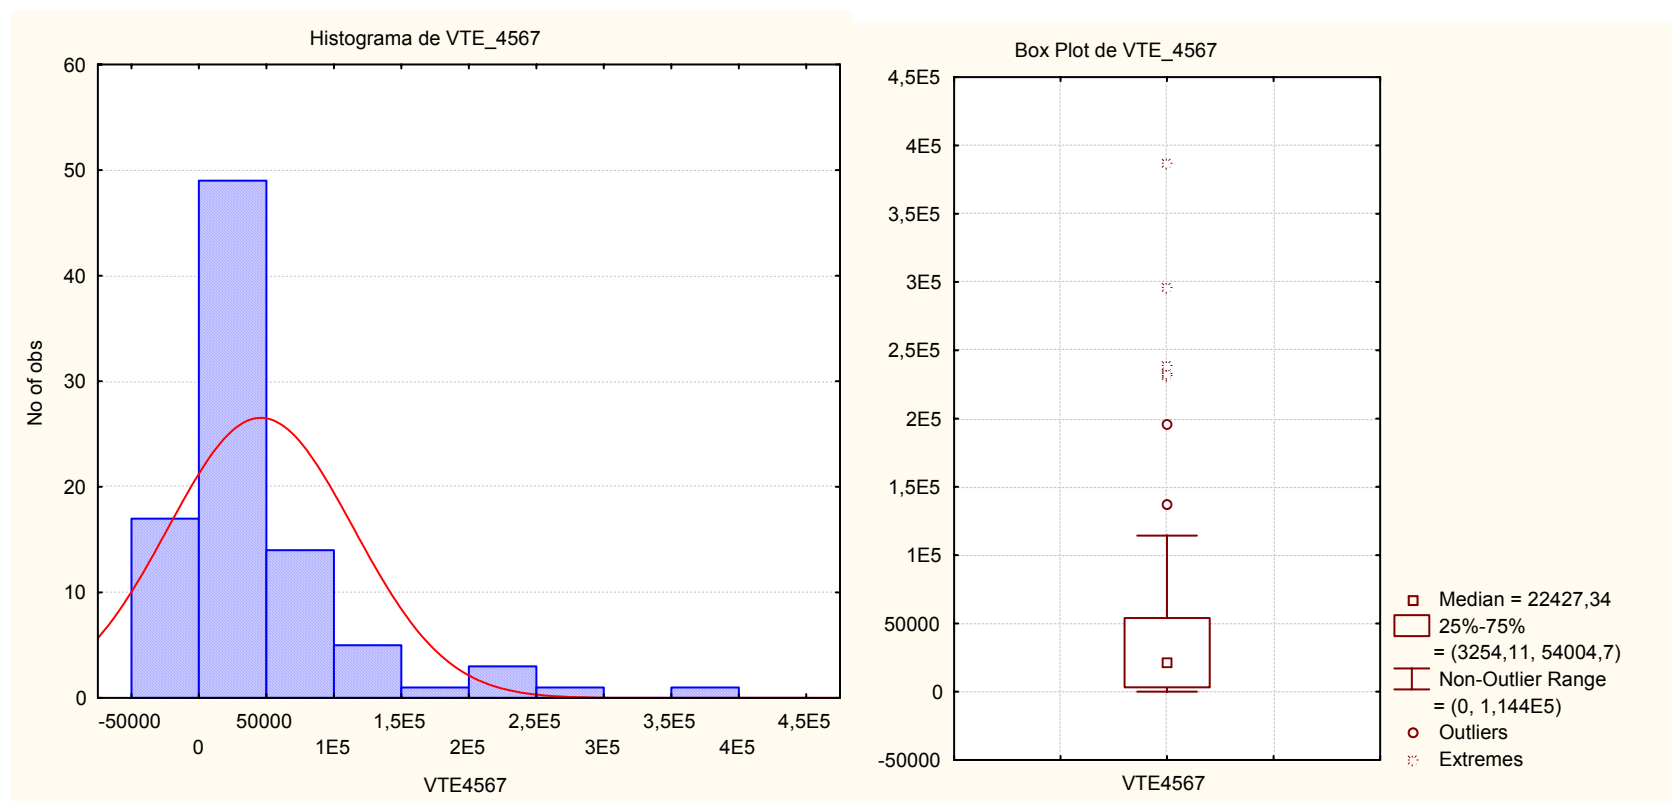 Histograma de VTE_4567
60
50
40
30
20
10
0
No of obs
-50000 50000 1,5E5 2,5E5 3,5E5 4,5E5
0 1E5 2E5 3E5 4E5
VTE4567
Box Plot de VTE_4567
4,5E5
4E5
3,5E5
3E5
2,5E5
2E5
1,5E5
1E5
50000
0
-50000
VTE4567
Median = 22427,34
25%-75%
= (3254,11, 54004,7)
Non-Outlier Range
= (0, 1,144E5)
Outliers
Extremes